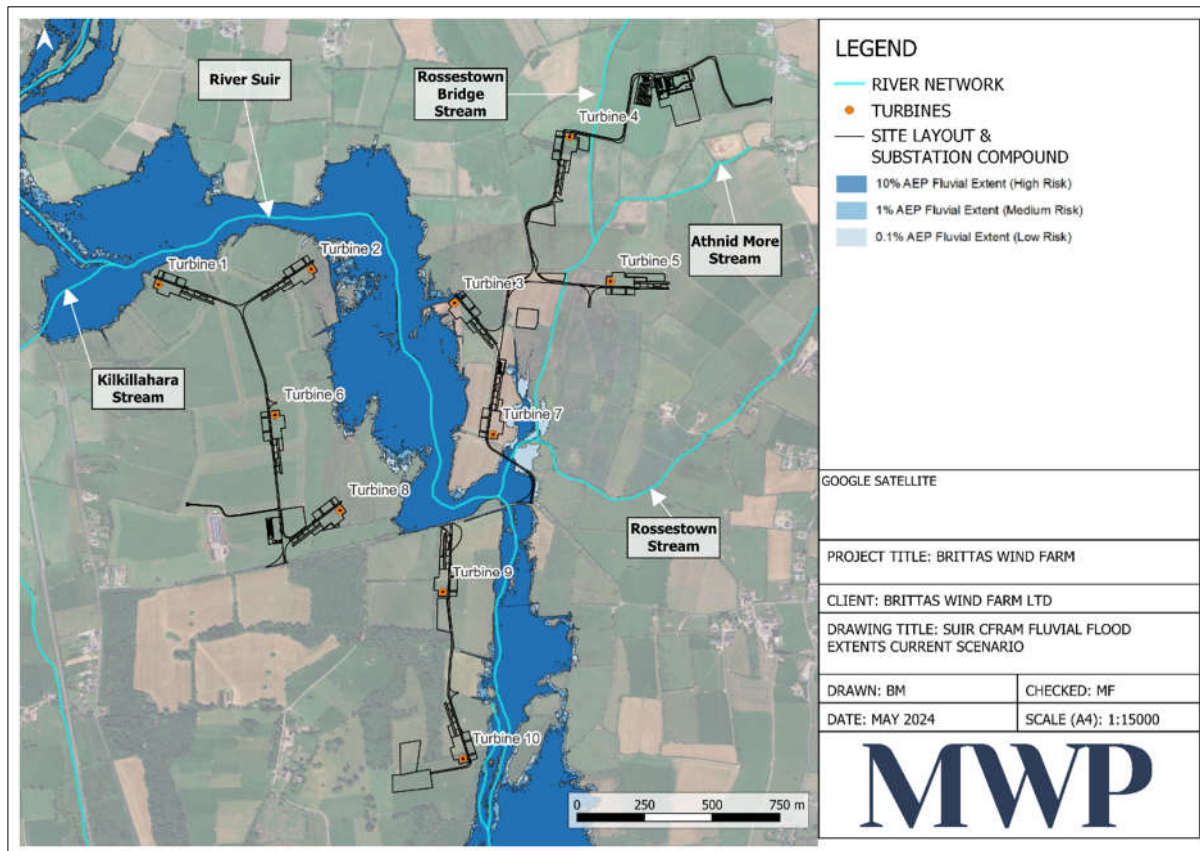 River Suir
Rossestown
Bridge
Stream
Turbine 4
Athnid More
Stream
Turbine 2
Turbine 1
Turbine 3
Turbine 5
Kilkillahara
Stream
Turbine 6
Turbine 7
Turbine 8
Rossestown
Stream
Turbine 9
Turbine 10
0 250 500 750 m
LEGEND
RIVER NETWORK
TURBINES
SITE LAYOUT &
SUBSTATION COMPOUND
10% AEP Fluvial Extent (High Risk)
1% AEP Fluvial Extent (Medium Risk)
0.1% AEP Fluvial Extent (Low Risk)
GOOGLE SATELLITE
PROJECT TITLE: BRITTAS WIND FARM
CLIENT: BRITTAS WIND FARM LTD
DRAWING TITLE: SUIR CFRAM FLUVIAL FLOOD
EXTENTS CURRENT SCENARIO
DRAWN: BM
CHECKED: MF
DATE: MAY 2024
SCALE (A4): 1:15000
MWP